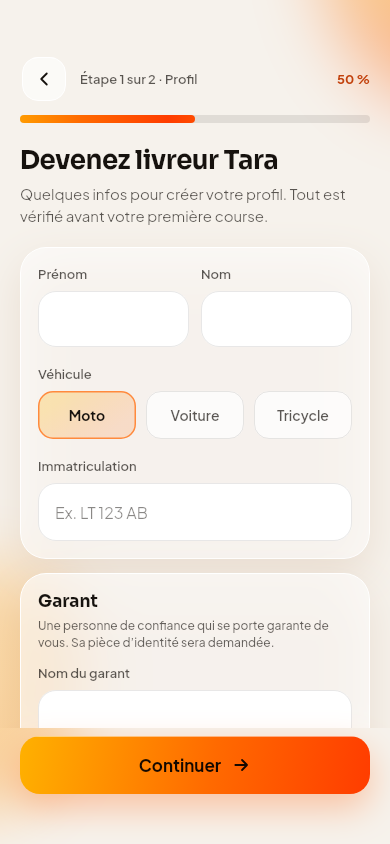 Étape 1 sur 2 · Profil
50 %
Devenez livreur Tara
Quelques infos pour créer votre profil. Tout est
vérifié avant votre première course.
Prénom
Nom
Véhicule
Moto
Voiture
Tricycle
Immatriculation
Ex. LT 123 AB
Garant
Une personne de confiance qui se porte garante de
vous. Sa pièce d’identité sera demandée.
Nom du garant
Continuer →